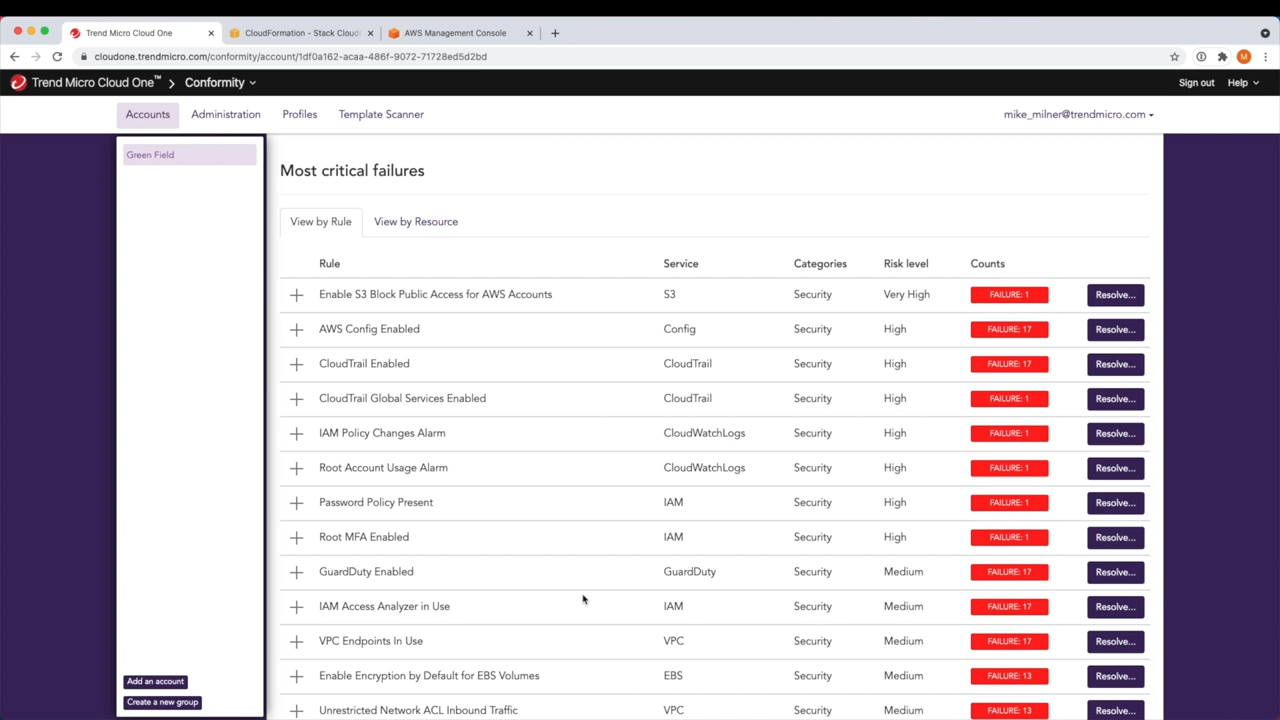 Trend Micro Cloud One
CloudFormation - Stack Cloud
AWS Management Console
cloudone.trendmicro.com/conformity/account/1df0a162-acaa-486f-9072-71728ed5d2bd
M
Trend Micro Cloud One™ Conformity
Sign out Help
Accounts Administration Profiles Template Scanner mike_milner@trendmicro.com
Green Field
Most critical failures
View by Rule View by Resource
Rule Service Categories Risk level Counts
Enable S3 Block Public Access for AWS Accounts S3 Security Very High FAILURE: 1 Resolve...
AWS Config Enabled Config Security High FAILURE: 17 Resolve...
CloudTrail Enabled CloudTrail Security High FAILURE: 17 Resolve...
CloudTrail Global Services Enabled CloudTrail Security High FAILURE: 1 Resolve...
IAM Policy Changes Alarm CloudWatchLogs Security High FAILURE: 1 Resolve...
Root Account Usage Alarm CloudWatchLogs Security High FAILURE: 1 Resolve...
Password Policy Present IAM Security High FAILURE: 1 Resolve...
Root MFA Enabled IAM Security High FAILURE: 1 Resolve...
GuardDuty Enabled GuardDuty Security Medium FAILURE: 17 Resolve...
IAM Access Analyzer in Use IAM Security Medium FAILURE: 17 Resolve...
VPC Endpoints In Use VPC Security Medium FAILURE: 17 Resolve...
Enable Encryption by Default for EBS Volumes EBS Security Medium FAILURE: 13 Resolve...
Unrestricted Network ACL Inbound Traffic VPC Security Medium FAILURE: 13 Resolve...
Add an account
Create a new group